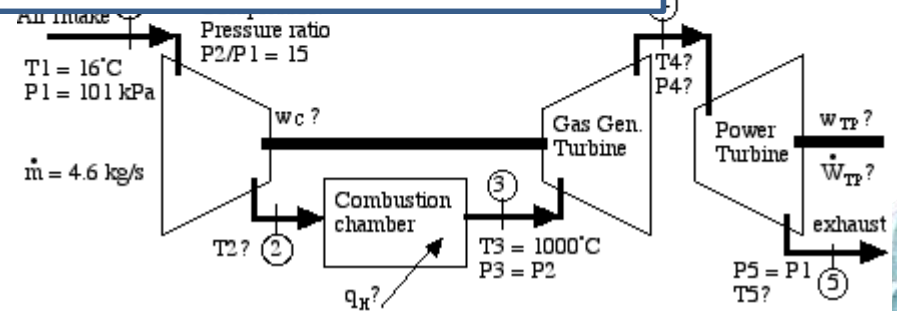 Air Intake
Pressure ratio
P2/P1 = 15
T1 = 16°C
P1 = 101 kPa
ṁ = 4.6 kg/s
wC ?
T2?
2
Combustion
chamber
qH?
3
T3 = 1000°C
P3 = P2
Gas Gen.
Turbine
T4?
P4?
Power
Turbine
wTP ?
ẆTP ?
exhaust
P5 = P1
T5?
5